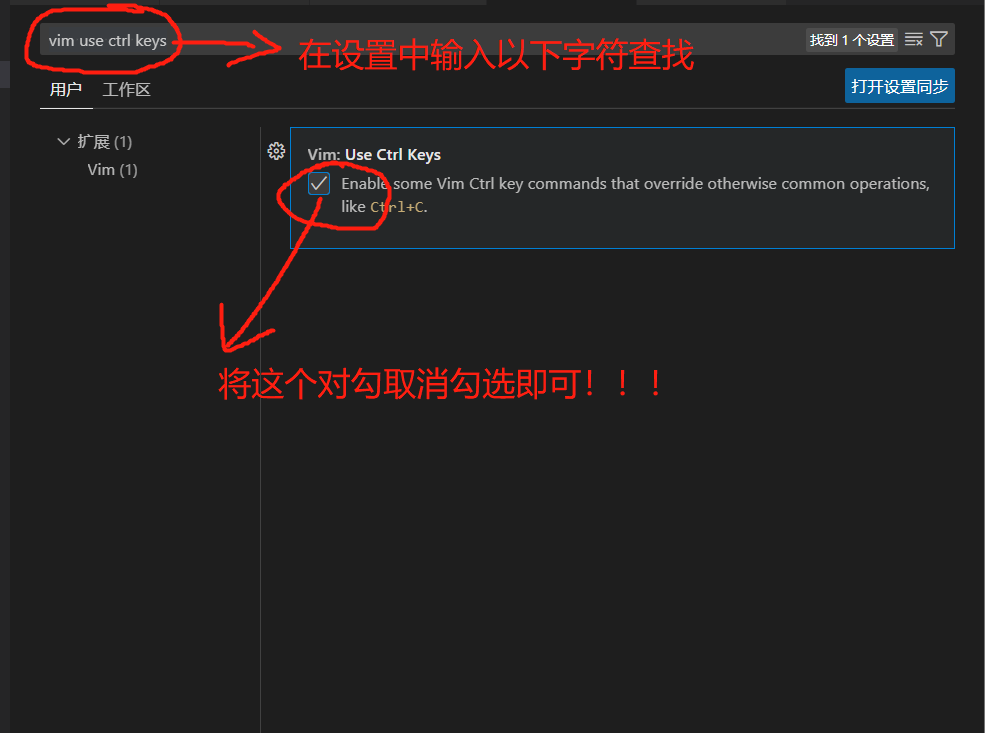 vim use ctrl keys
找到 1 个设置
在设置中输入以下字符查找
用户
工作区
打开设置同步
扩展 (1)
Vim (1)
Vim: Use Ctrl Keys
Enable some Vim Ctrl key commands that override otherwise common operations,
like Ctrl+C.
将这个对勾取消勾选即可！！！